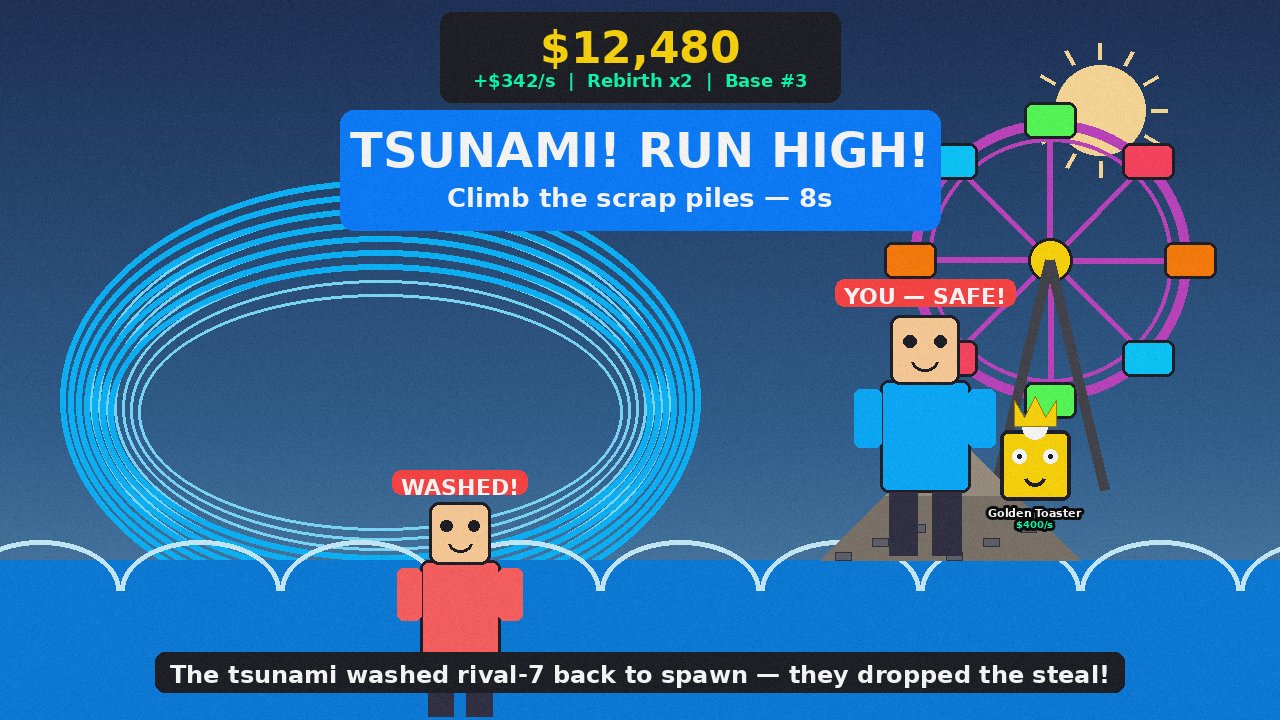 $12,480
+$342/s | Rebirth x2 | Base #3
TSUNAMI! RUN HIGH!
Climb the scrap piles — 8s
YOU — SAFE!
WASHED!
Golden Toaster
$400/s
The tsunami washed rival-7 back to spawn — they dropped the steal!